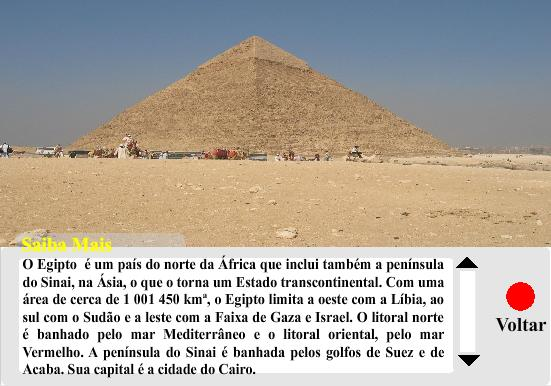 Saiba Mais
O Egipto é um país do norte da África que inclui também a península
do Sinai, na Ásia, o que o torna um Estado transcontinental. Com uma
área de cerca de 1 001 450 kmª, o Egipto limita a oeste com a Líbia, ao
sul com o Sudão e a leste com a Faixa de Gaza e Israel. O litoral norte
é banhado pelo mar Mediterrâneo e o litoral oriental, pelo mar
Vermelho. A península do Sinai é banhada pelos golfos de Suez e de
Acaba. Sua capital é a cidade do Cairo.
Voltar